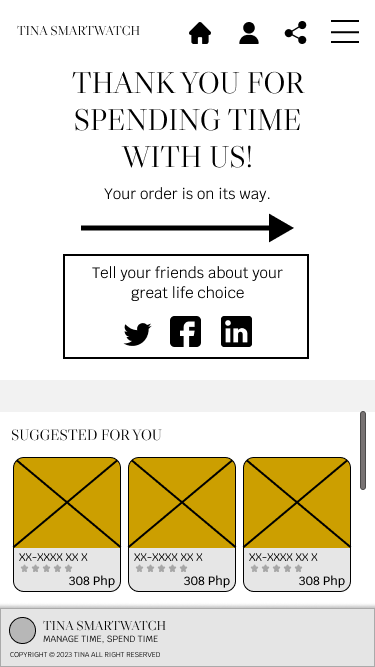 TINA SMARTWATCH
THANK YOU FOR
SPENDING TIME
WITH US!
Your order is on its way.
Tell your friends about your
great life choice
in
SUGGESTED FOR YOU
XX-XXXX XX X
308 Php
XX-XXXX XX X
308 Php
XX-XXXX XX X
308 Php
TINA SMARTWATCH
MANAGE TIME, SPEND TIME
COPYRIGHT © 2023 TINA ALL RIGHT RESERVED